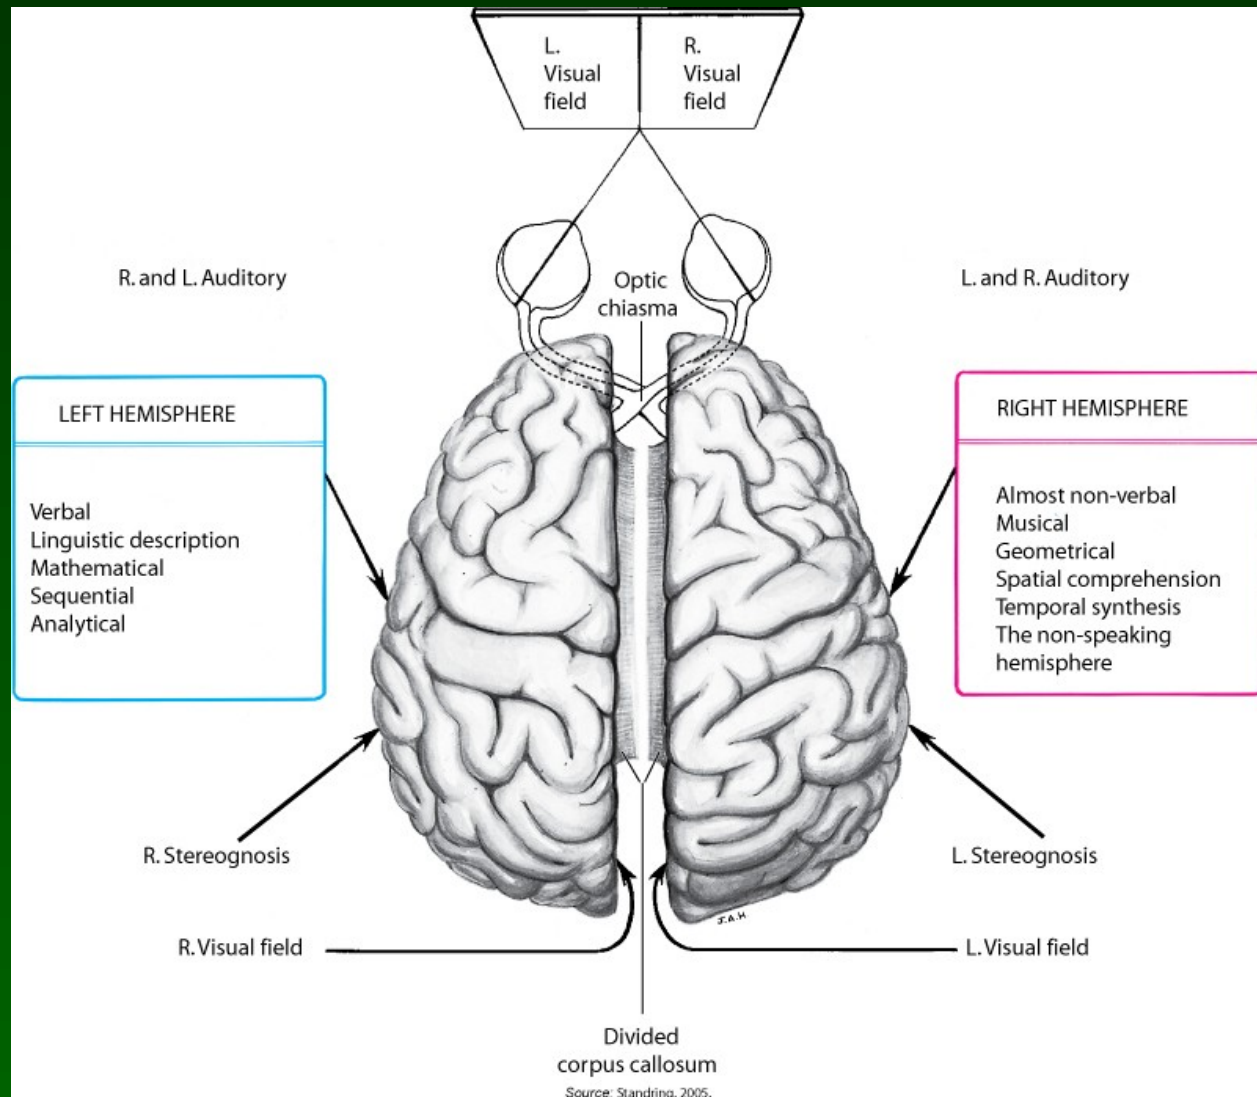 L.
Visual
field
R.
Visual
field
Optic
chiasma
R. and L. Auditory
L. and R. Auditory
LEFT HEMISPHERE
Verbal
Linguistic description
Mathematical
Sequential
Analytical
RIGHT HEMISPHERE
Almost non-verbal
Musical
Geometrical
Spatial comprehension
Temporal synthesis
The non-speaking
hemisphere
R. Stereognosis
L. Stereognosis
J.A.H
R. Visual field
L. Visual field
Divided
corpus callosum
Source: Standring, 2005.